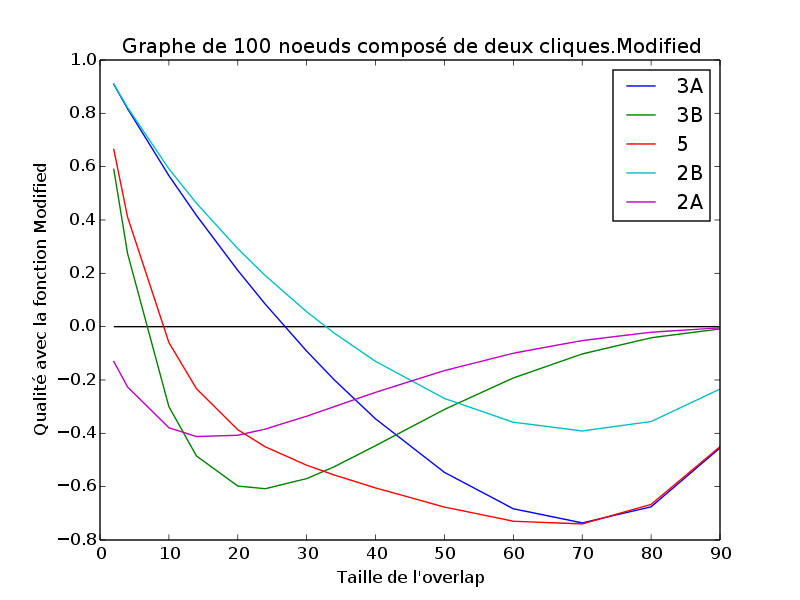 Graphe de 100 noeuds composé de deux cliques.Modified
1.0
0.8
0.6
0.4
0.2
0.0
−0.2
−0.4
−0.6
−0.8
Qualité avec la fonction Modified
3A
3B
5
2B
2A
0 10 20 30 40 50 60 70 80 90
Taille de l'overlap